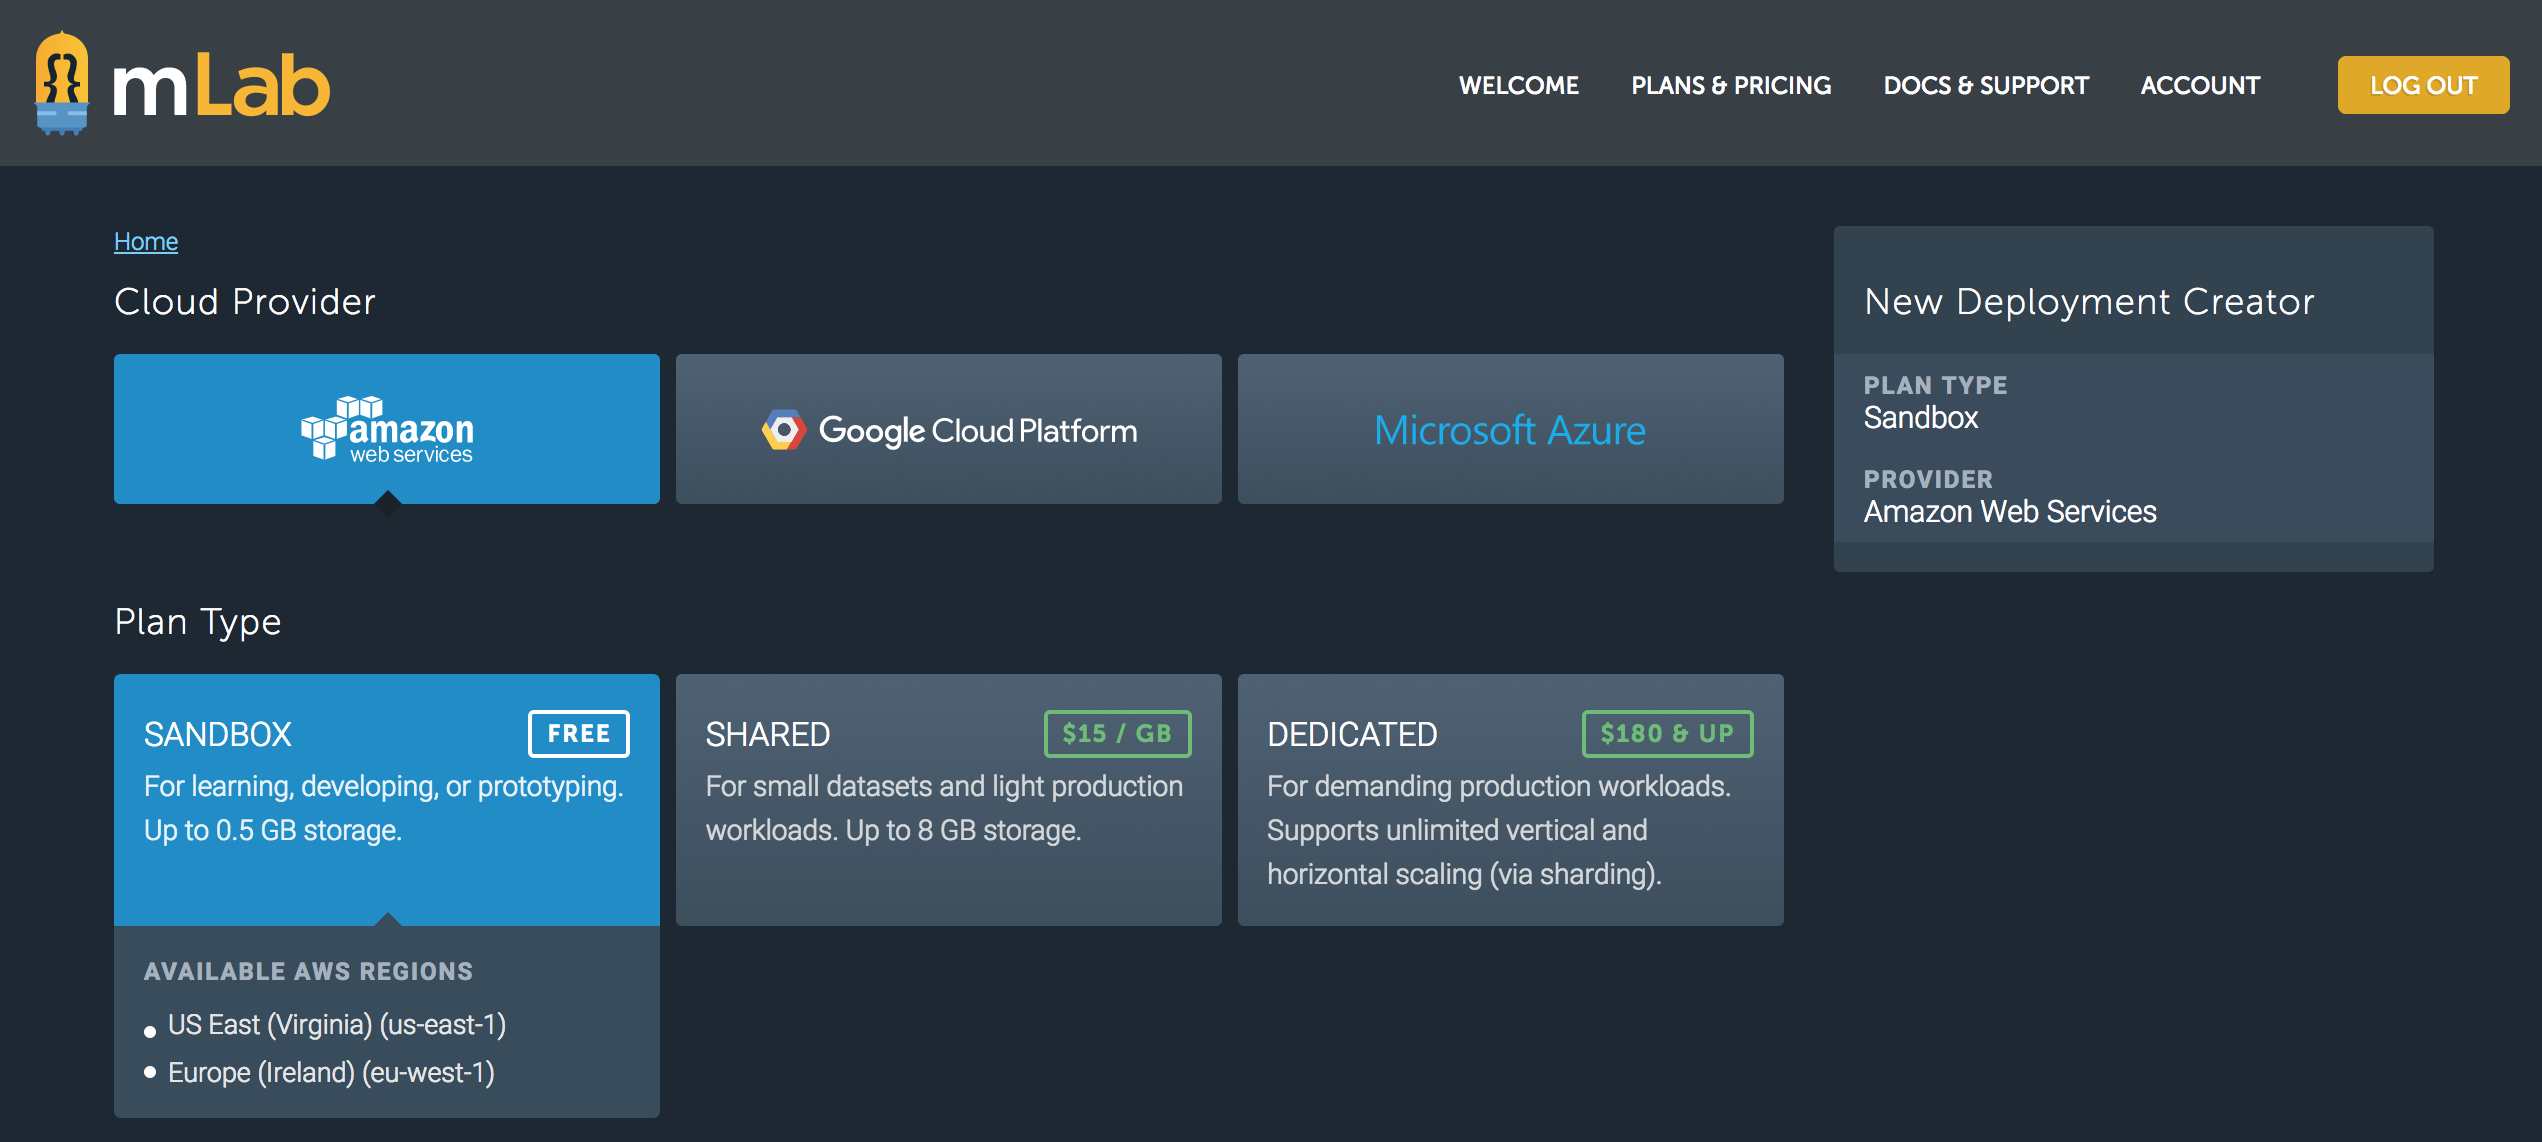 mLab
WELCOME
PLANS & PRICING
DOCS & SUPPORT
ACCOUNT
LOG OUT
Home
Cloud Provider
amazon
web services
Google Cloud Platform
Microsoft Azure
New Deployment Creator
PLAN TYPE
Sandbox
PROVIDER
Amazon Web Services
Plan Type
SANDBOX
FREE
For learning, developing, or prototyping.
Up to 0.5 GB storage.
SHARED
$15 / GB
For small datasets and light production
workloads. Up to 8 GB storage.
DEDICATED
$180 & UP
For demanding production workloads.
Supports unlimited vertical and
horizontal scaling (via sharding).
AVAILABLE AWS REGIONS
US East (Virginia) (us-east-1)
Europe (Ireland) (eu-west-1)